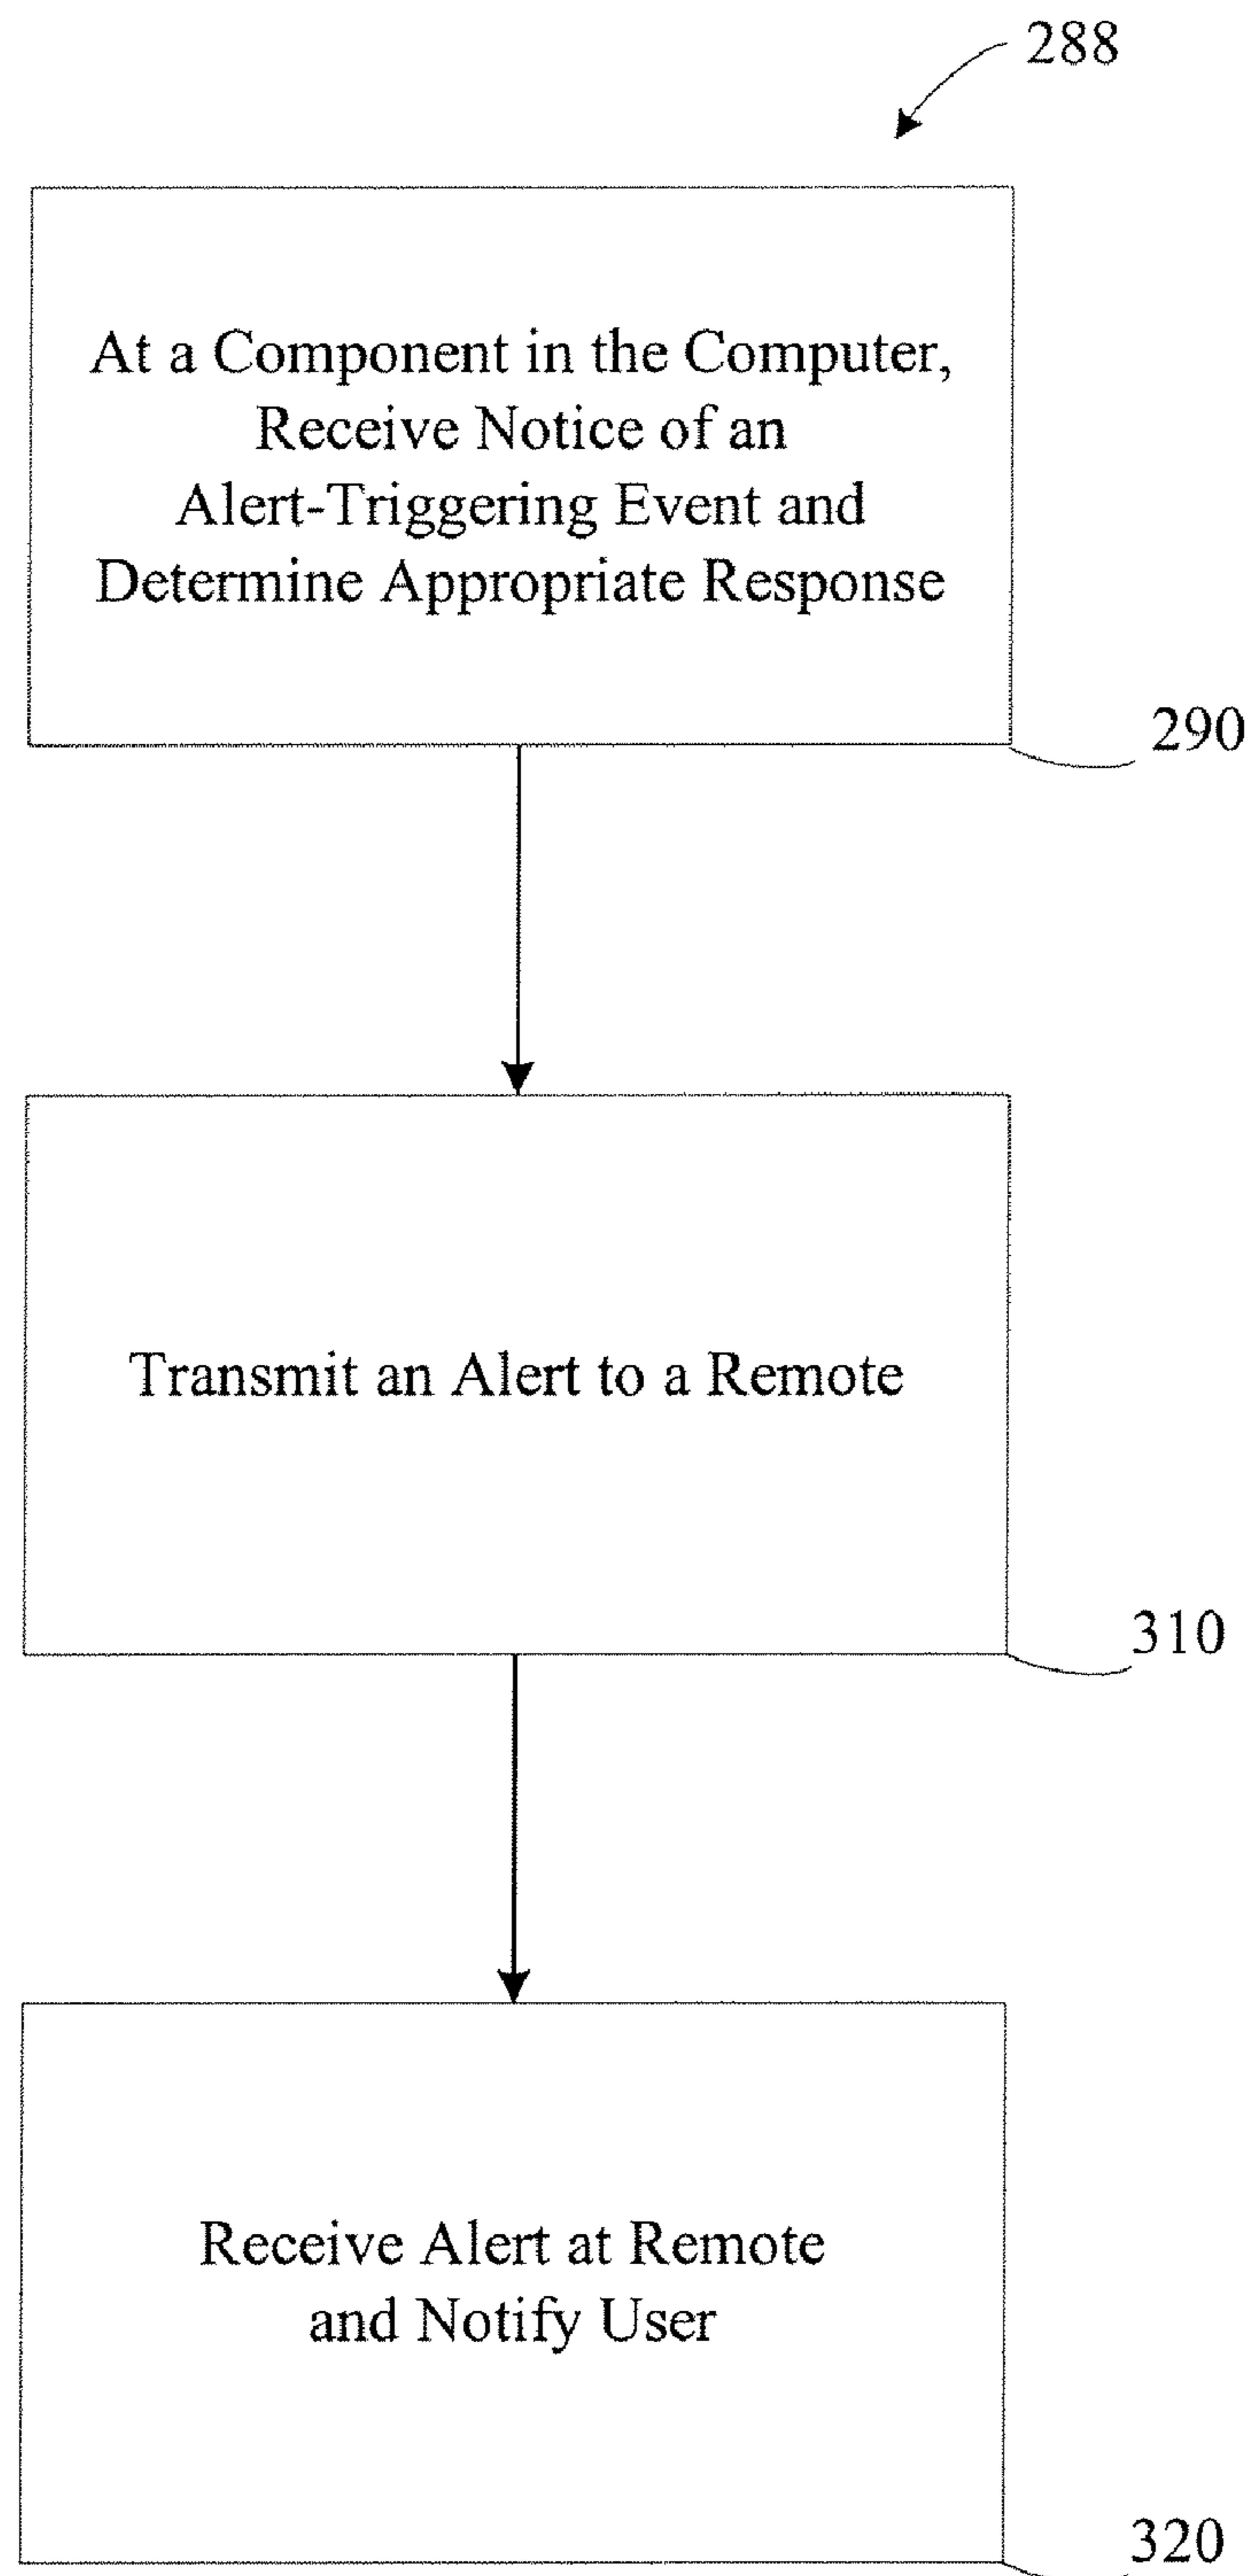 288
At a Component in the Computer,
Receive Notice of an
Alert-Triggering Event and
Determine Appropriate Response
290
Transmit an Alert to a Remote
310
Receive Alert at Remote
and Notify User
320